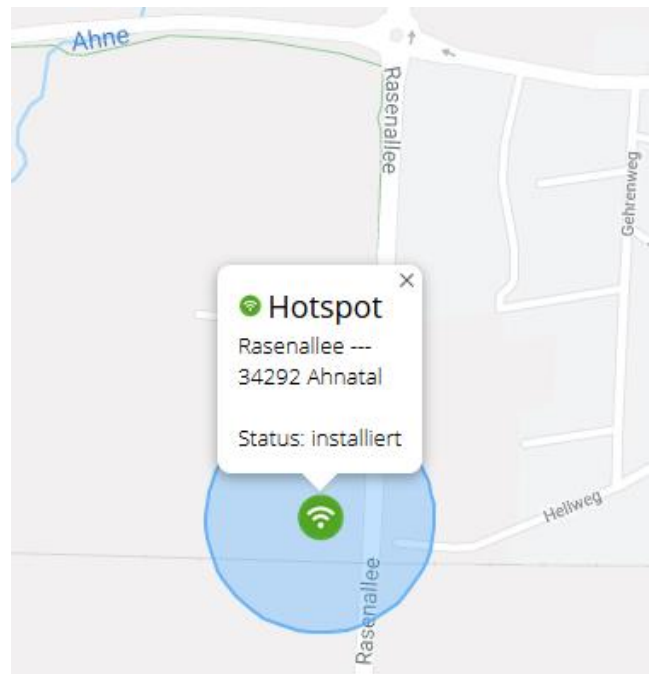 Ahne
Rasenallee
Gehrenweg
Hotspot
Rasenallee ---
34292 Ahnatal
Status: installiert
Hellweg
Rasenallee